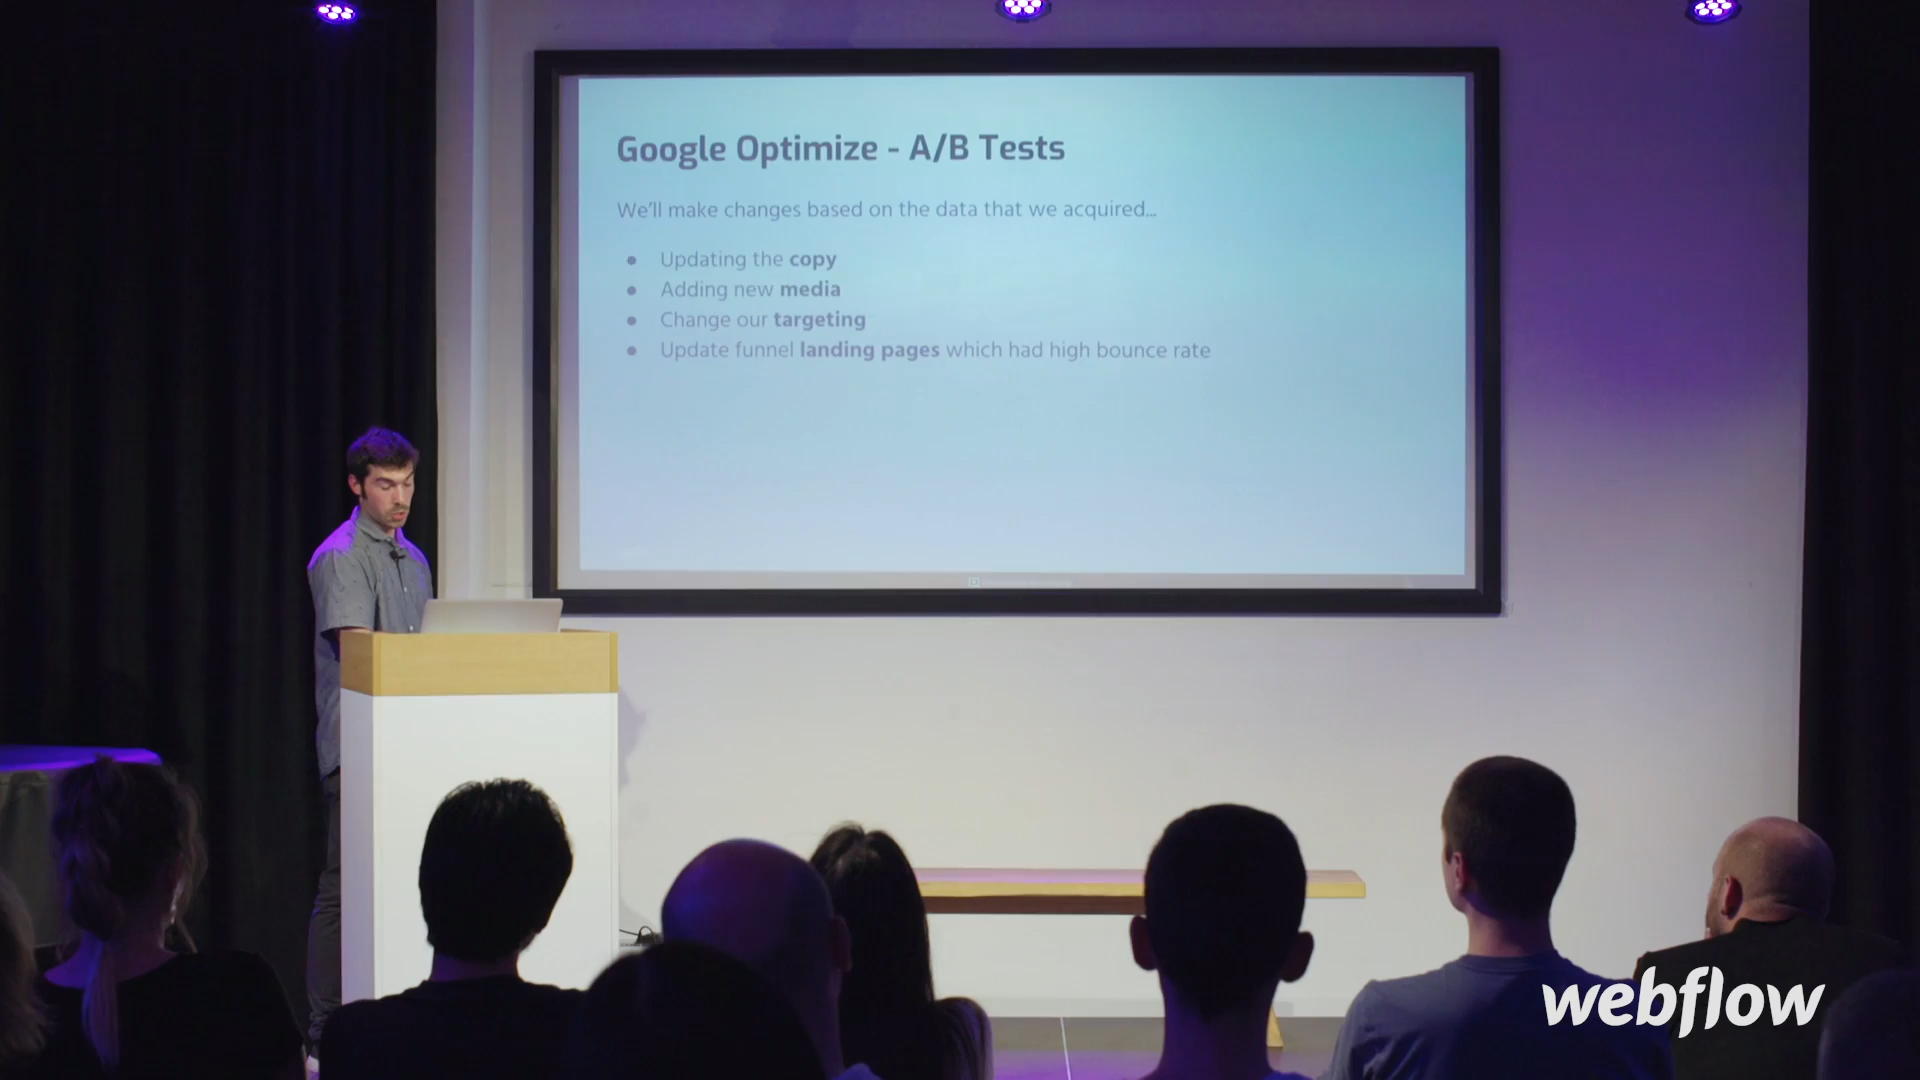 Google Optimize - A/B Tests
We'll make changes based on the data that we acquired...
● Updating the copy
● Adding new media
● Change our targeting
● Update funnel landing pages which had high bounce rate
webflow